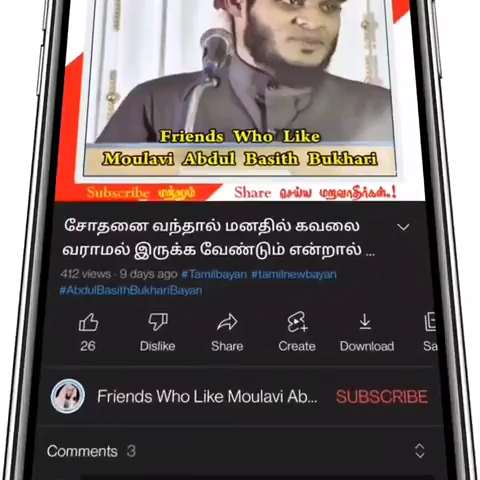 Friends Who Like
Moulavi Abdul Basith Bukhari
Subscribe மற்றும் Share செய்ய மறவாதீர்கள்..!
சோதனை வந்தால் மனதில் கவலை
வராமல் இருக்க வேண்டும் என்றால் ...
412 views · 9 days ago #Tamilbayan #tamilnewbayan
#AbdulBasithBukhariBayan
26 Dislike Share Create Download Sa
Friends Who Like Moulavi Ab... SUBSCRIBE
Comments 3